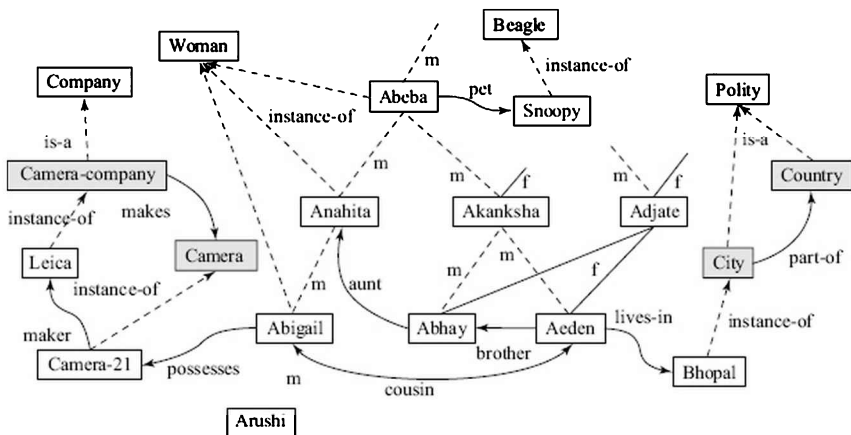 Beagle
Woman
m
Company
instance-of
pet
Abeba
Snoopy
Polity
instance-of
is-a
is-a
m
m
f
m
f
Camera-company
Country
makes
instance-of
Anahita
Akanksha
Adjate
Leica
Camera
City
part-of
instance-of
m
aunt
m
m
f
lives-in
instance-of
maker
Abigail
Abhay
Aeden
brother
Camera-21
possesses
Bhopal
m
cousin
Arushi